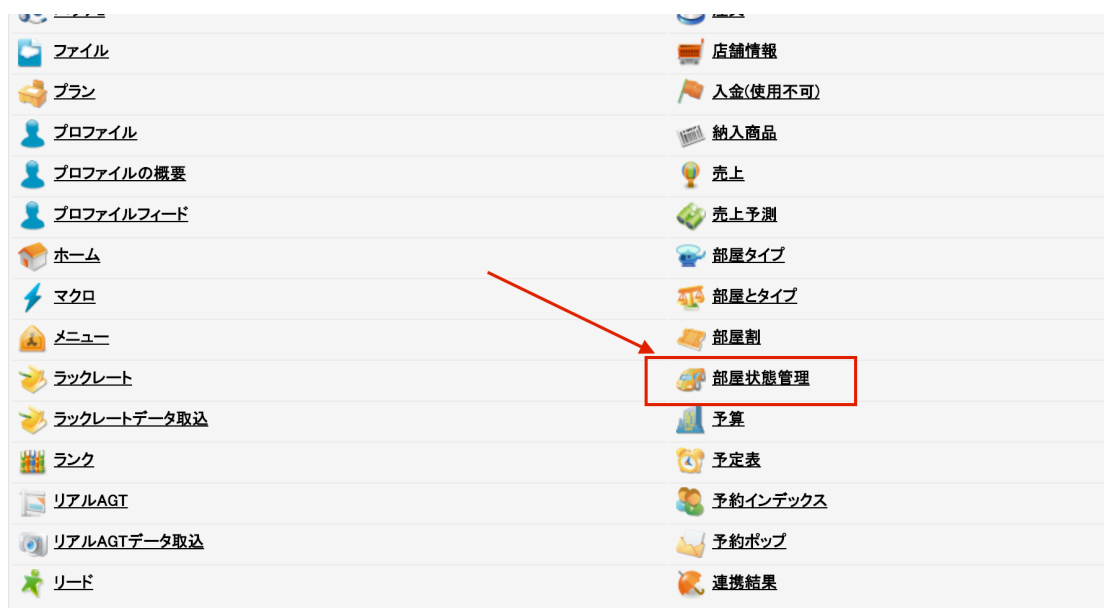 ファイル
プラン
プロファイル
プロファイルの概要
プロファイルフィード
ホーム
マクロ
メニュー
ラックレート
ラックレートデータ取込
ランク
リアルAGT
リアルAGTデータ取込
リード
店舗情報
入金(使用不可)
納入商品
売上
売上予測
部屋タイプ
部屋とタイプ
部屋割
部屋状態管理
予算
予定表
予約インデックス
予約ポップ
連携結果